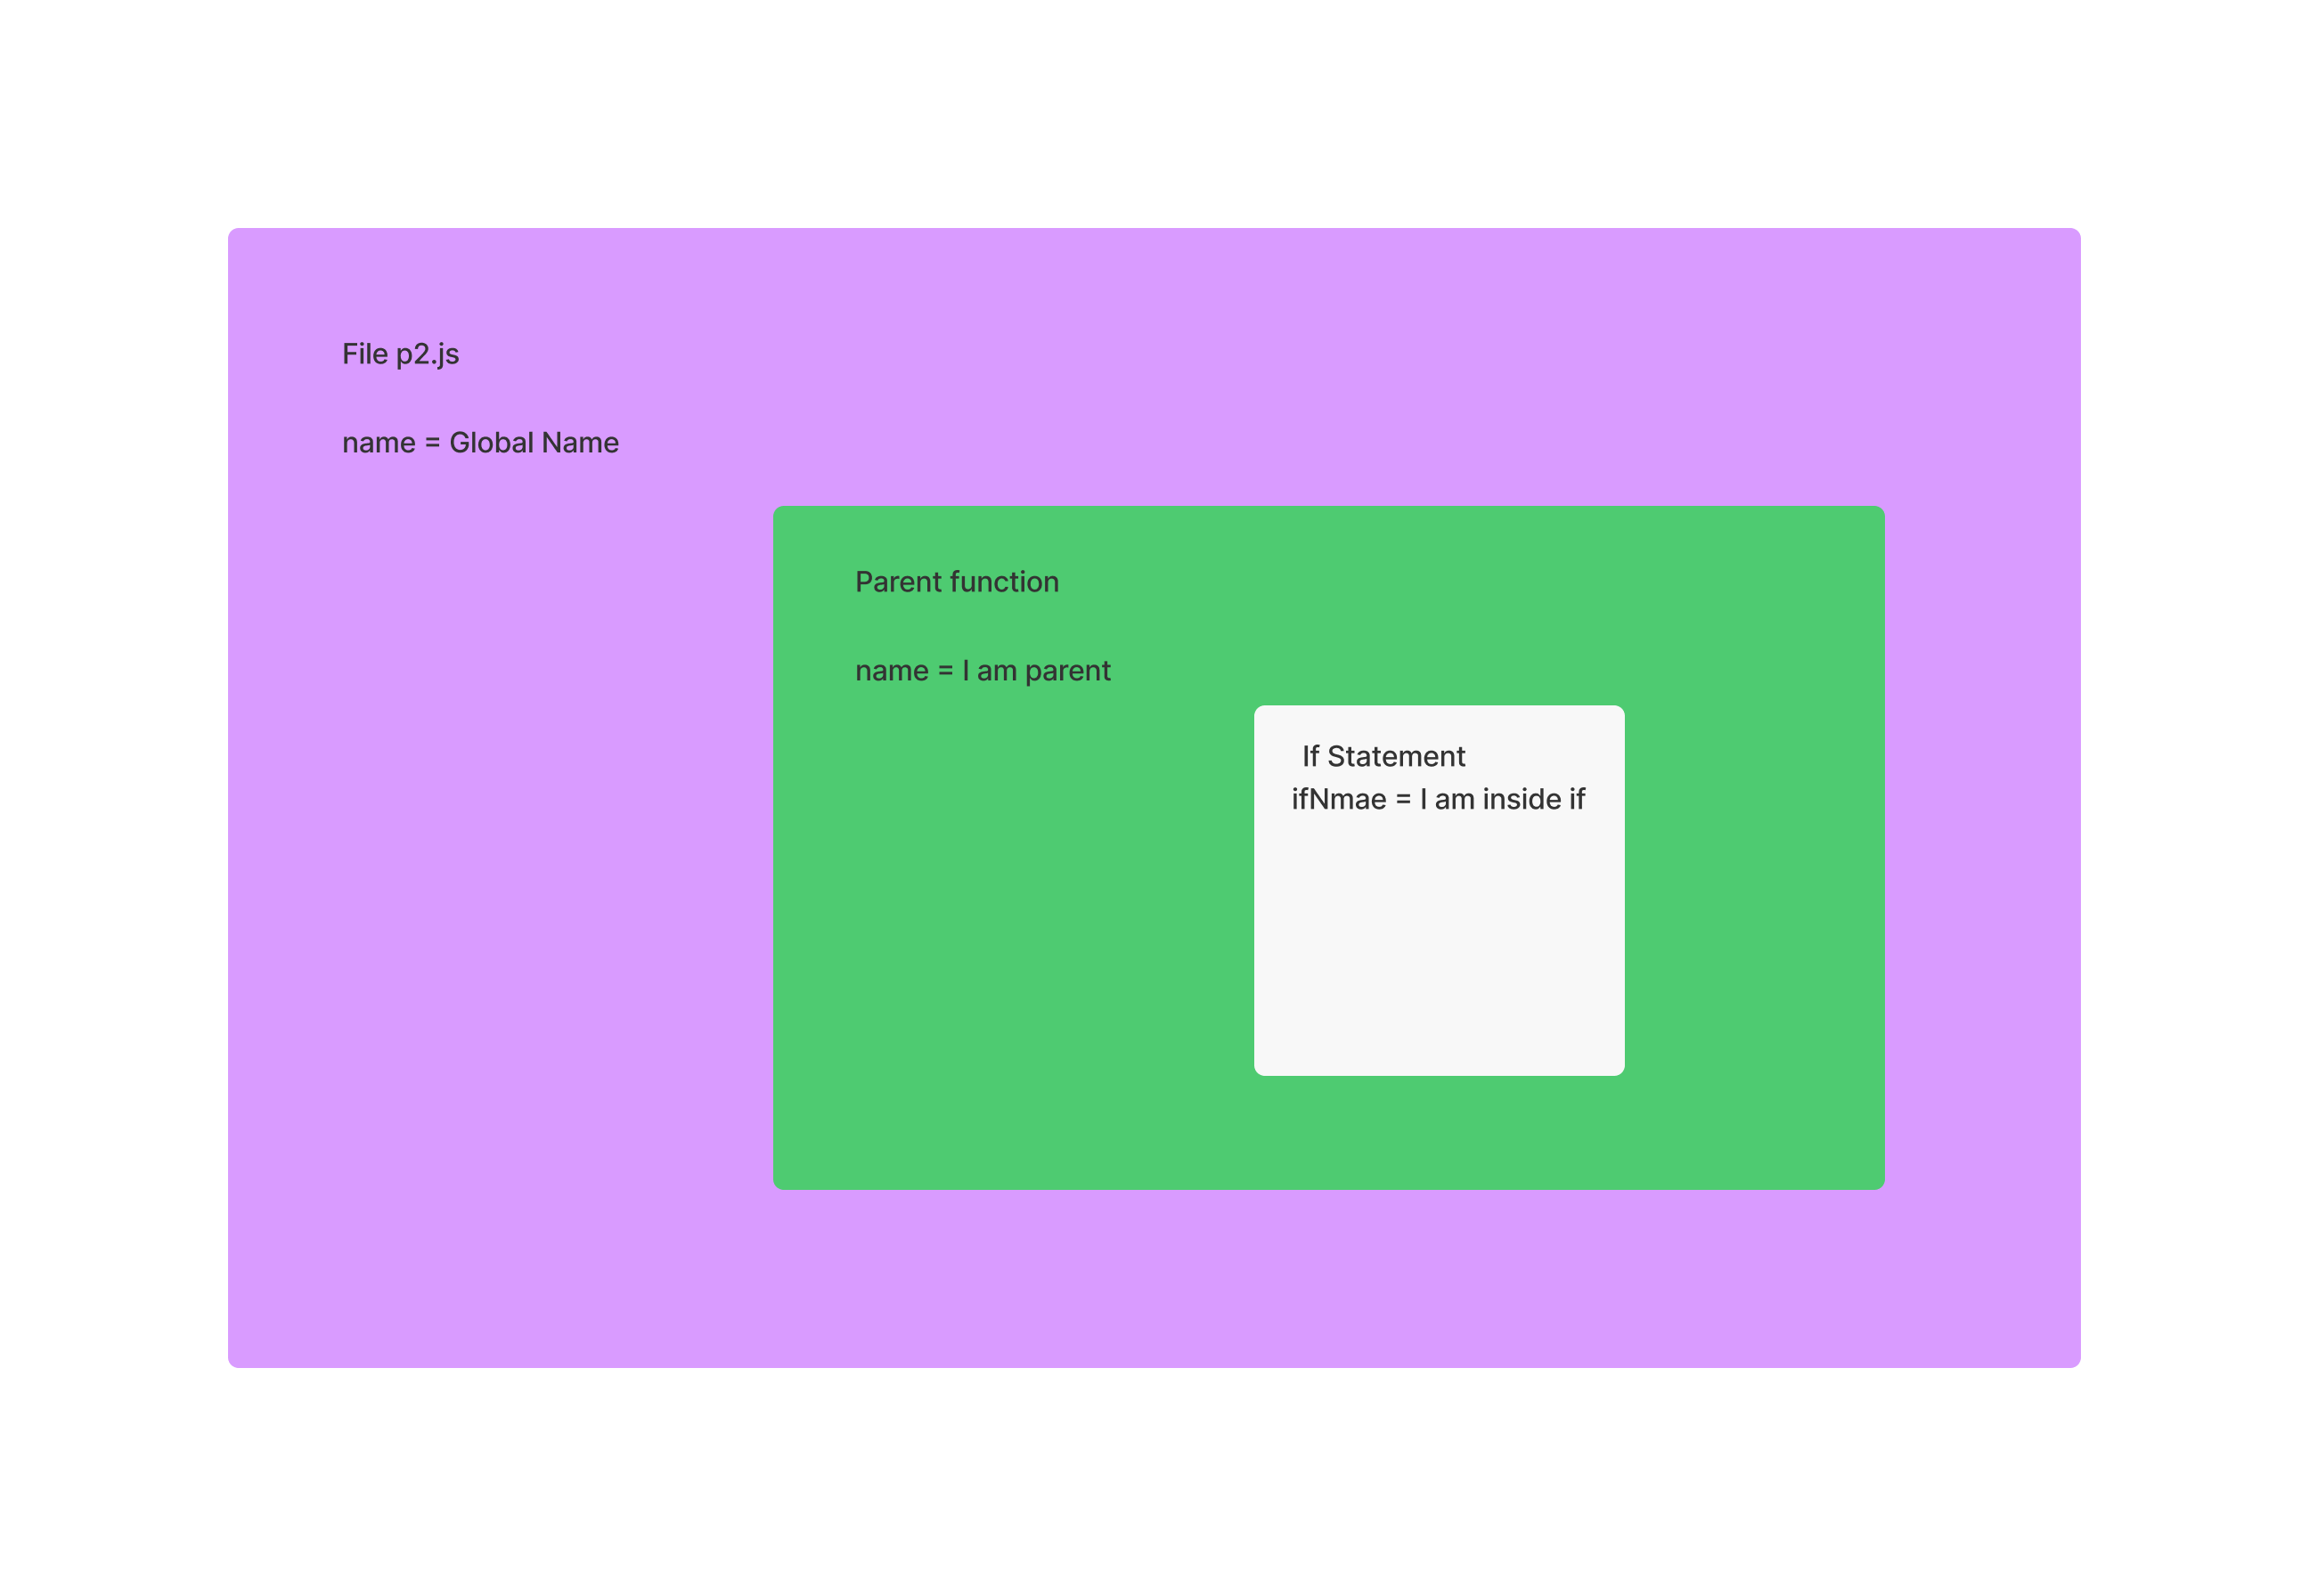 File p2.js
name = Global Name
Parent function
name = I am parent
If Statement
ifNmae = I am inside if